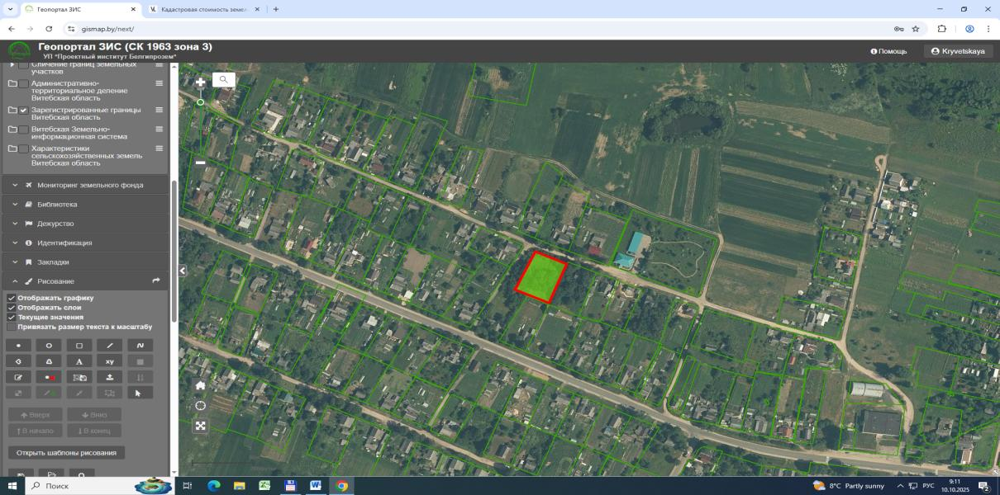 Геопортал ЗИС
Кадастровая стоимость земел
gismap.by/next/
Геопортал ЗИС (СК 1963 зона 3)
УП "Проектный институт Белгипрозем"
Помощь
Kryvetskaya
Сличение границ земельных
участков
Административно-
территориальное деление
Витебская область
Зарегистрированные границы
Витебская область
Витебская Земельно-
информационная система
Характеристики
сельскохозяйственных земель
Витебская область
Мониторинг земельного фонда
Библиотека
Дежурство
Идентификация
Закладки
Рисование
Отображать графику
Отображать слои
Текущие значения
Привязать размер текста к масштабу
A
xy
Вверх
Вниз
В начало
В конец
Открыть шаблоны рисования
Поиск
8°C Partly sunny
РУС
9:11
10.10.2025
2